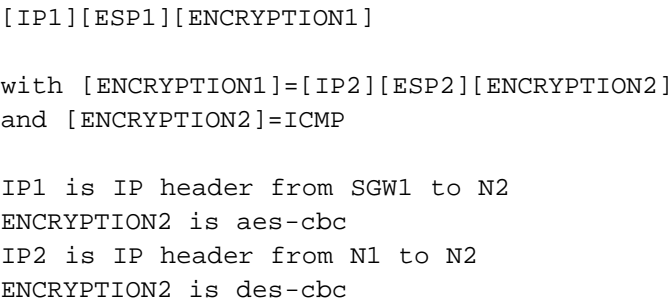 [IP1][ESP1][ENCRYPTION1]
with [ENCRYPTION1]=[IP2][ESP2][ENCRYPTION2]
and [ENCRYPTION2]=ICMP
IP1 is IP header from SGW1 to N2
ENCRYPTION2 is aes-cbc
IP2 is IP header from N1 to N2
ENCRYPTION2 is des-cbc